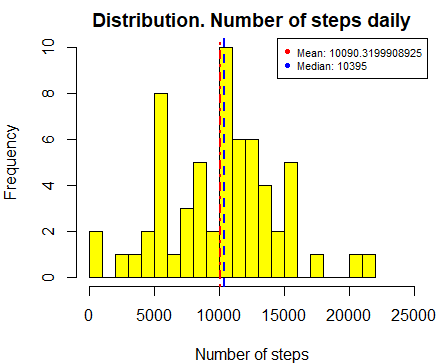 Distribution. Number of steps daily
Mean: 10090.3199908925
Median: 10395
Frequency
10
8
6
4
2
0
0 5000 10000 15000 20000 25000
Number of steps